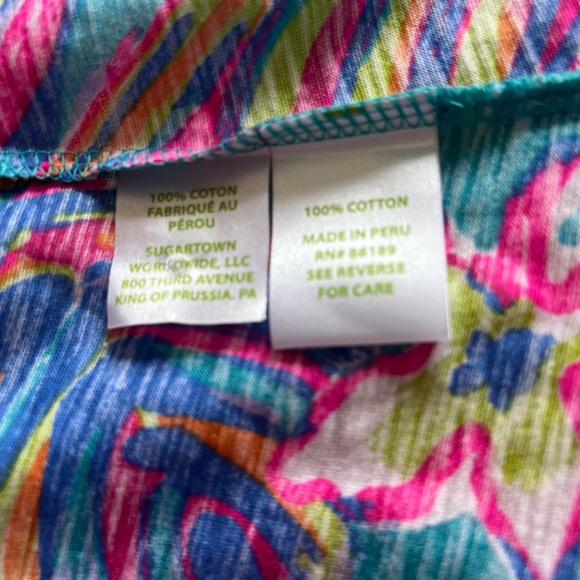 100% COTON
FABRIQUÉ AU
PÉROU
SUGARTOWN
WORLDWIDE, LLC
800 THIRD AVENUE
KING OF PRUSSIA, PA
100% COTTON
MADE IN PERU
RN# 86189
SEE REVERSE
FOR CARE